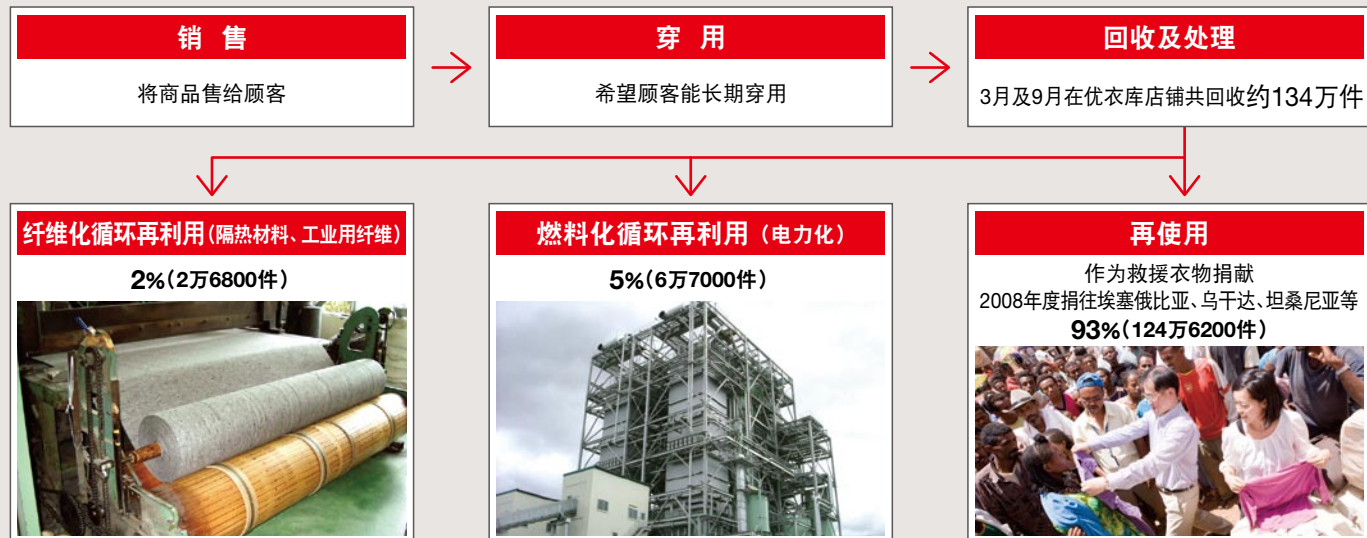 销 售
将商品售给顾客
穿 用
希望顾客能长期穿用
回收及处理
3月及9月在优衣库店铺共回收约134万件
纤维化循环再利用(隔热材料、工业用纤维)
2%(2万6800件)
燃料化循环再利用（电力化）
5%(6万7000件)
再使用
作为救援衣物捐献
2008年度捐往埃塞俄比亚、乌干达、坦桑尼亚等
93%(124万6200件)